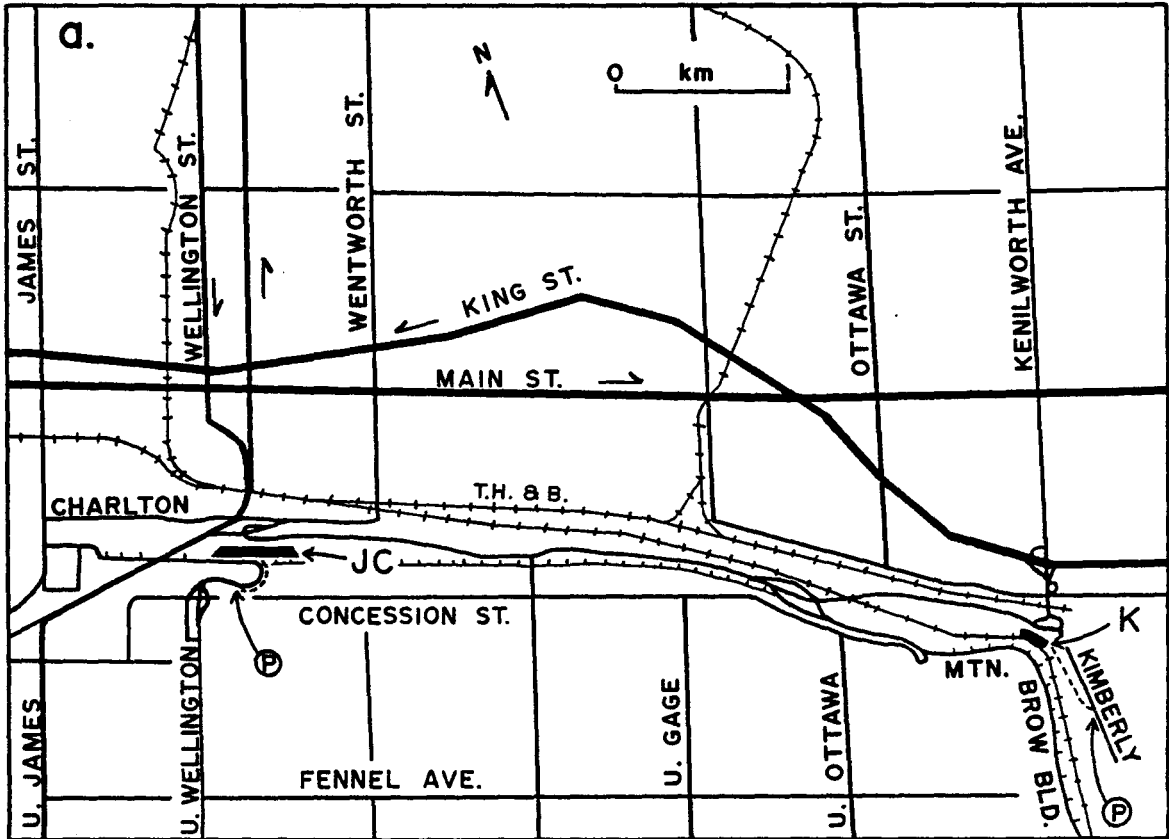 a.
N
0 km
JAMES ST.
WELLINGTON ST.
WENTWORTH ST.
OTTAWA ST.
KENILWORTH AVE.
KING ST.
MAIN ST.
T.H. & B.
CHARLTON
JC
CONCESSION ST.
K
P
MTN.
BROW BLD.
KIMBERLY
U. JAMES
U. WELLINGTON
FENNEL AVE.
U. GAGE
U. OTTAWA
P